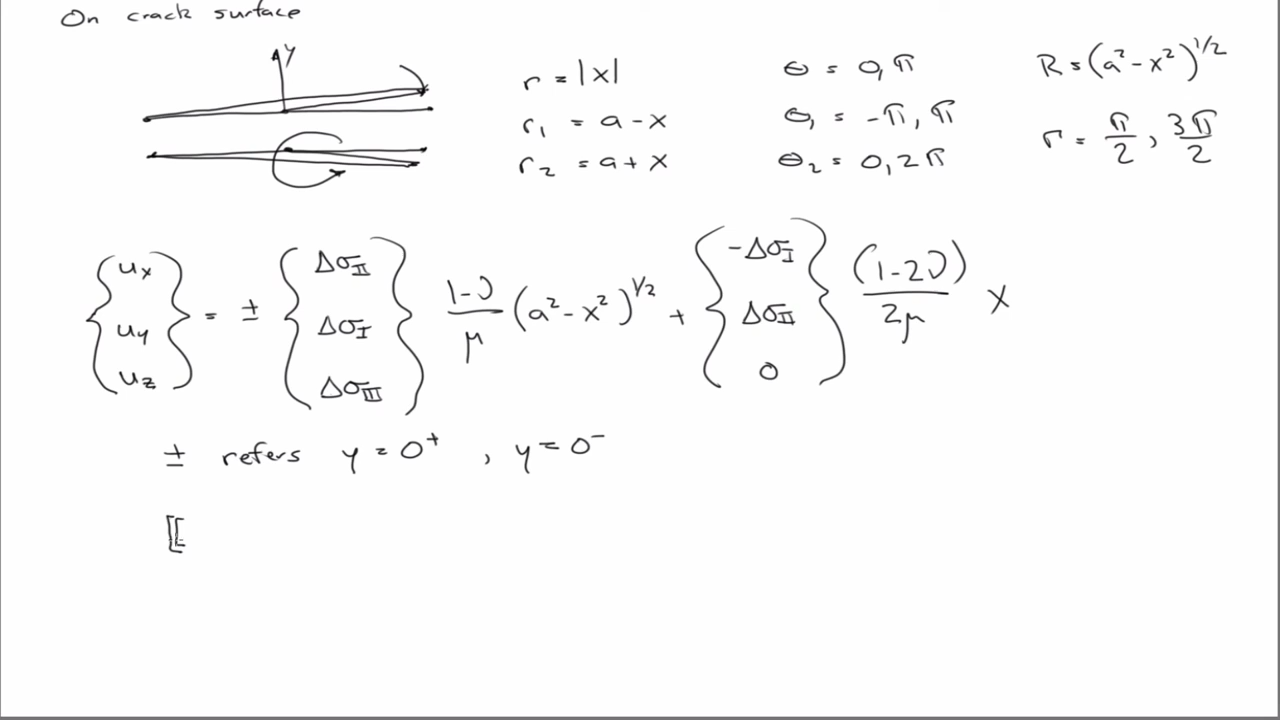 On crack surface
y
r = |x| θ = 0, π R = (a² - x²)^1/2
r₁ = a - x θ₁ = -π, π Γ = π/2, 3π/2
r₂ = a + x θ₂ = 0, 2π
{ u_x u_y u_z } = ± { Δσ_II Δσ_I Δσ_III } (1-ν)/μ (a² - x²)^1/2 + { -Δσ_I Δσ_II 0 } (1-2ν)/2μ x
± refers y = 0⁺ , y = 0⁻
⟦